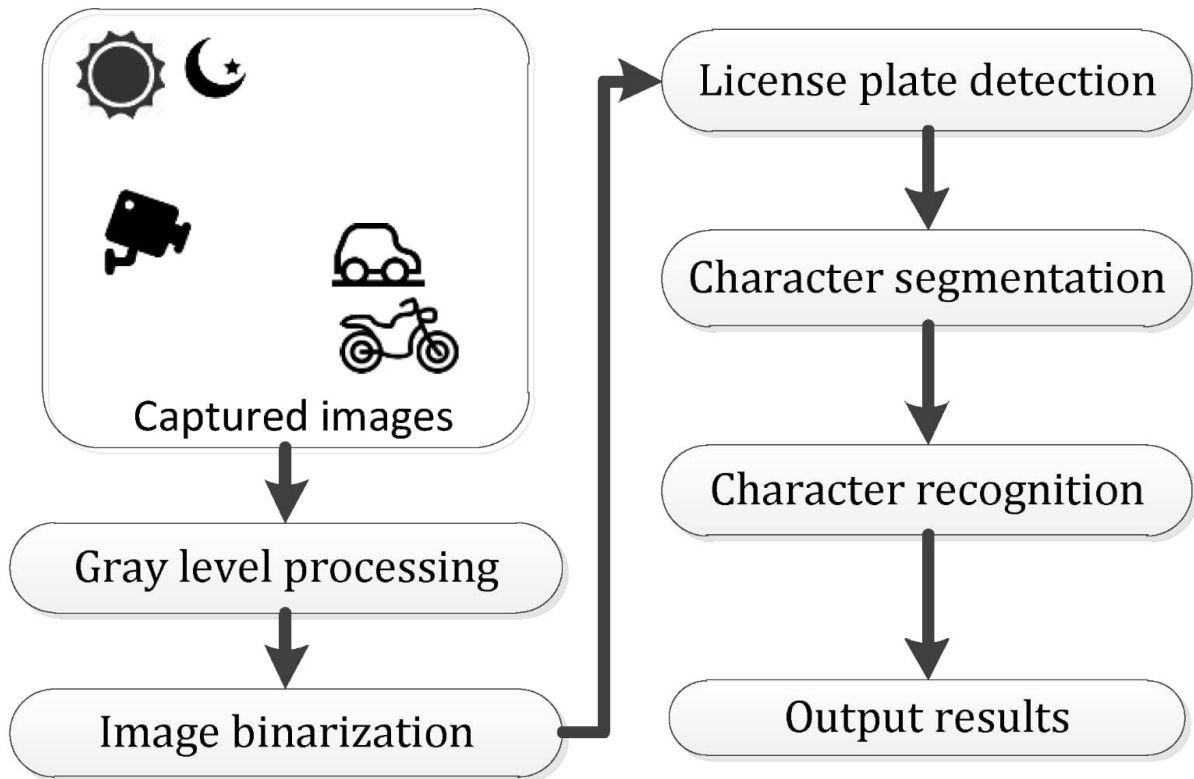 Captured images
Gray level processing
Image binarization
License plate detection
Character segmentation
Character recognition
Output results